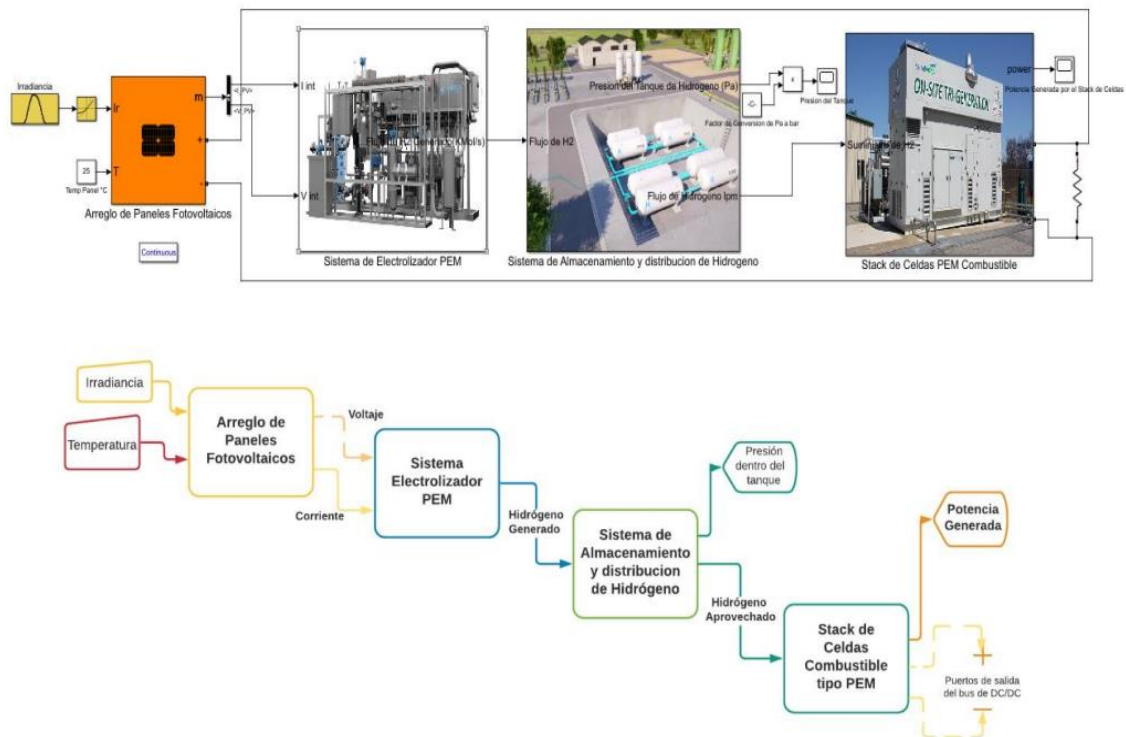 Irradiancia
Ir
m
<I_PV>
<V_PV>
+
T
-
25
Temp Panel °C
Arreglo de Paneles Fotovoltaicos
Continuous
I int
V int
Sistema de Electrolizador PEM
Flujo de H2
Presion del Tanque de Hidrogeno (Pa)
-C-
Factor de Conversion de Pa a bar
x
Presion del Tanque
Flujo de Hidrogeno lpm
Sistema de Almacenamiento y distribucion de Hidrogeno
ON-SITE TRI-GENERATION
power
Potencia Generada por el Stack de Celdas
Stack de Celdas PEM Combustible
Irradiancia
Temperatura
Arreglo de
Paneles
Fotovoltaicos
Voltaje
Corriente
Sistema
Electrolizador
PEM
Hidrógeno
Generado
Sistema de
Almacenamiento
y distribucion
de Hidrógeno
Presión
dentro del
tanque
Hidrógeno
Aprovechado
Stack de
Celdas
Combustible
tipo PEM
Potencia
Generada
+
Puertos de salida
del bus de DC/DC
−